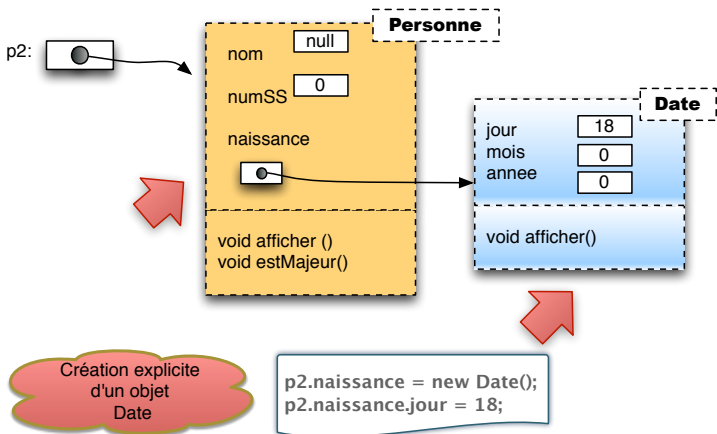 p2:
Personne
nom
null
numSS
0
naissance
void afficher ()
void estMajeur()
Date
jour
18
mois
0
annee
0
void afficher()
Création explicite
d'un objet
Date
p2.naissance = new Date();
p2.naissance.jour = 18;